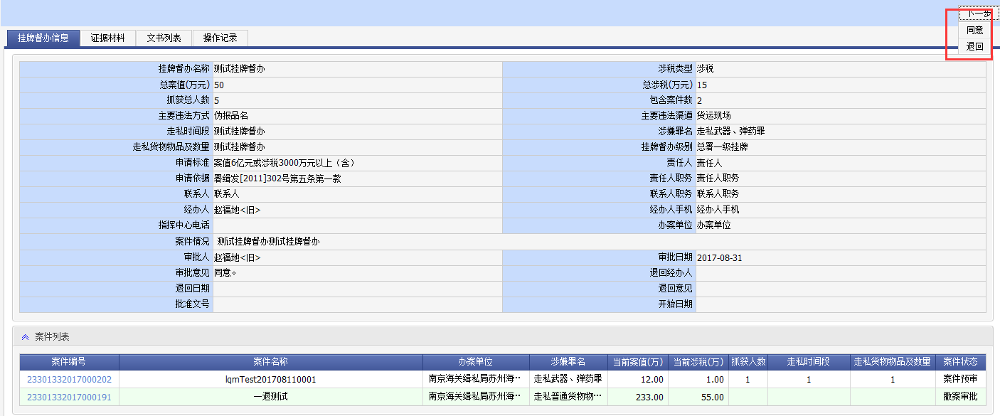 下一步
同意
退回
挂牌督办信息 证据材料 文书列表 操作记录
挂牌督办名称 测试挂牌督办 涉税类型 涉税
总案值(万元) 50 总涉税(万元) 15
抓获总人数 5 包含案件数 2
主要违法方式 伪报品名 主要违法渠道 货运现场
走私时间段 测试挂牌督办 涉嫌罪名 走私武器、弹药罪
走私货物物品及数量 测试挂牌督办 挂牌督办级别 总署一级挂牌
申请标准 案值6亿元或涉税3000万元以上（含） 责任人 责任人
申请依据 署缉发[2011]302号第五条第一款 责任人职务 责任人职务
联系人 联系人 联系人职务 联系人职务
经办人 赵福地<旧> 经办人手机 经办人手机
指挥中心电话 办案单位 办案单位
案件情况 测试挂牌督办测试挂牌督办
审批人 赵福地<旧> 审批日期 2017-08-31
审批意见 同意。 退回经办人
退回日期 退回意见
批准文号 开始日期
案件列表
案件编号 案件名称 办案单位 涉嫌罪名 当前案值(万) 当前涉税(万) 抓获人数 走私时间段 走私货物物品及数量 案件状态
23301332017000202 lqmTest201708110001 南京海关缉私局苏州海… 走私武器、弹药罪 12.00 1.00 1 1 1 案件预审
23301332017000191 一退测试 南京海关缉私局苏州海… 走私普通货物物… 233.00 55.00 撤案审批